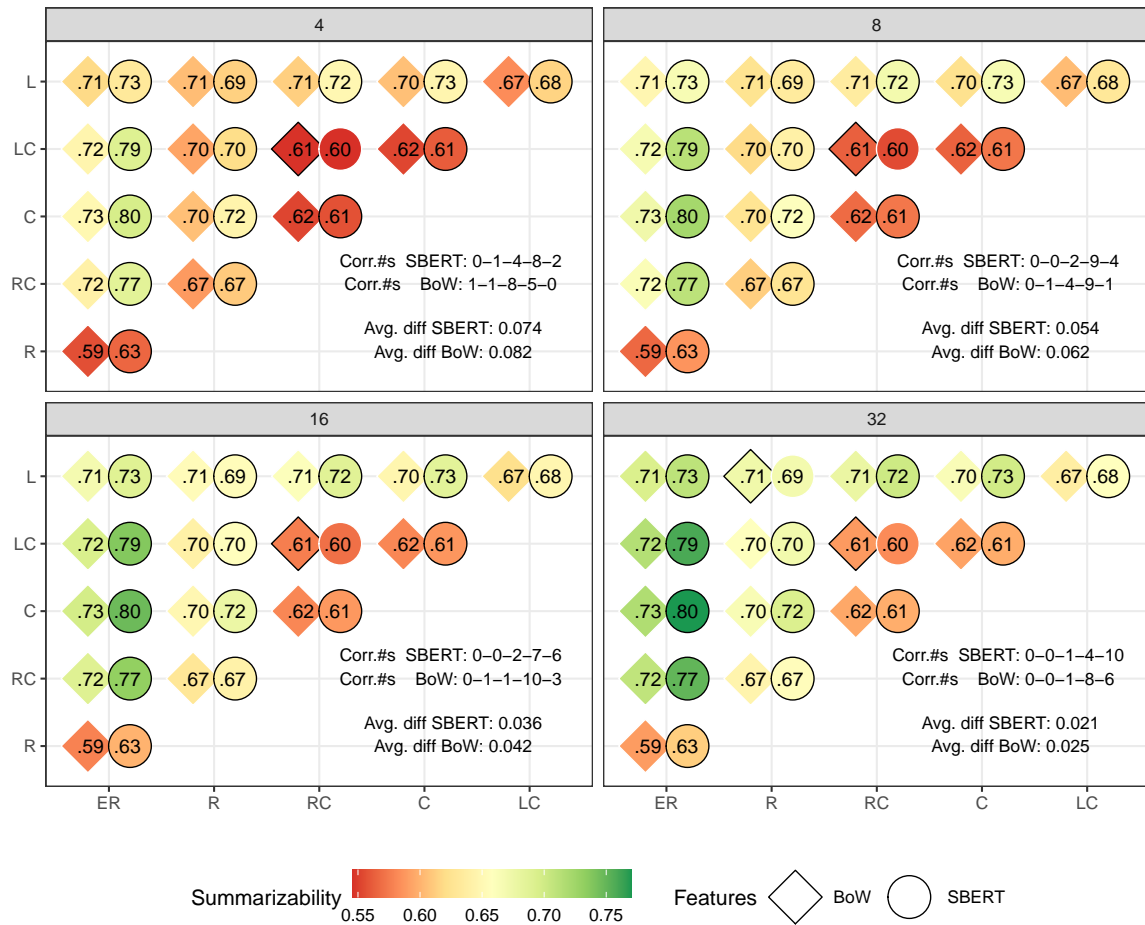 4
L .71 .73 .71 .69 .71 .72 .70 .73 .67 .68
LC .72 .79 .70 .70 .61 .60 .62 .61
C .73 .80 .70 .72 .62 .61
Corr.#s SBERT: 0–1–4–8–2
RC .72 .77 .67 .67 Corr.#s BoW: 1–1–8–5–0
Avg. diff SBERT: 0.074
R .59 .63 Avg. diff BoW: 0.082
8
.71 .73 .71 .69 .71 .72 .70 .73 .67 .68
.72 .79 .70 .70 .61 .60 .62 .61
.73 .80 .70 .72 .62 .61
Corr.#s SBERT: 0–0–2–9–4
.72 .77 .67 .67 Corr.#s BoW: 0–1–4–9–1
Avg. diff SBERT: 0.054
.59 .63 Avg. diff BoW: 0.062
16
L .71 .73 .71 .69 .71 .72 .70 .73 .67 .68
LC .72 .79 .70 .70 .61 .60 .62 .61
C .73 .80 .70 .72 .62 .61
Corr.#s SBERT: 0–0–2–7–6
RC .72 .77 .67 .67 Corr.#s BoW: 0–1–1–10–3
Avg. diff SBERT: 0.036
R .59 .63 Avg. diff BoW: 0.042
ER R RC C LC
32
.71 .73 .71 .69 .71 .72 .70 .73 .67 .68
.72 .79 .70 .70 .61 .60 .62 .61
.73 .80 .70 .72 .62 .61
Corr.#s SBERT: 0–0–1–4–10
.72 .77 .67 .67 Corr.#s BoW: 0–0–1–8–6
Avg. diff SBERT: 0.021
.59 .63 Avg. diff BoW: 0.025
ER R RC C LC
Summarizability 0.55 0.60 0.65 0.70 0.75
Features BoW SBERT